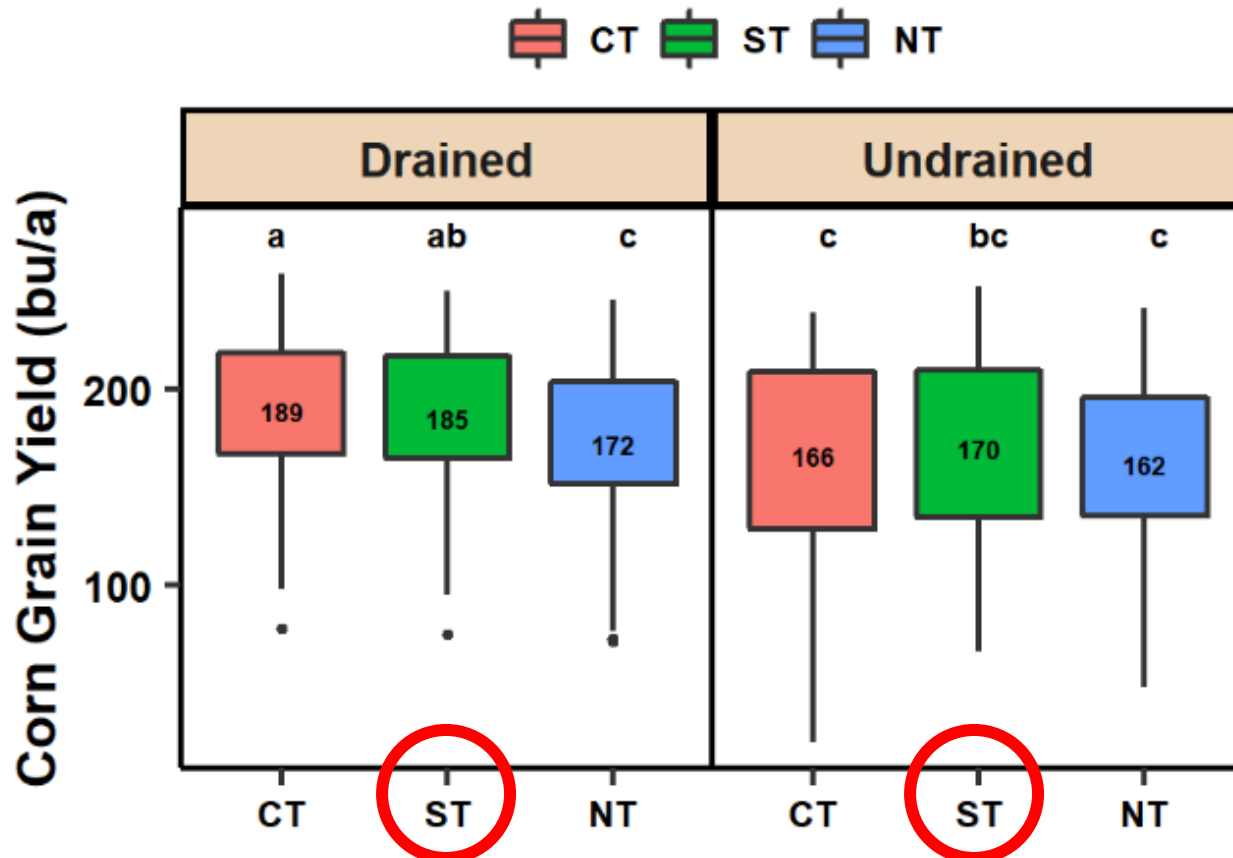 CT ST NT
Drained Undrained
a ab c c bc c
Corn Grain Yield (bu/a)
200
100
189 185 172 166 170 162
CT ST NT CT ST NT